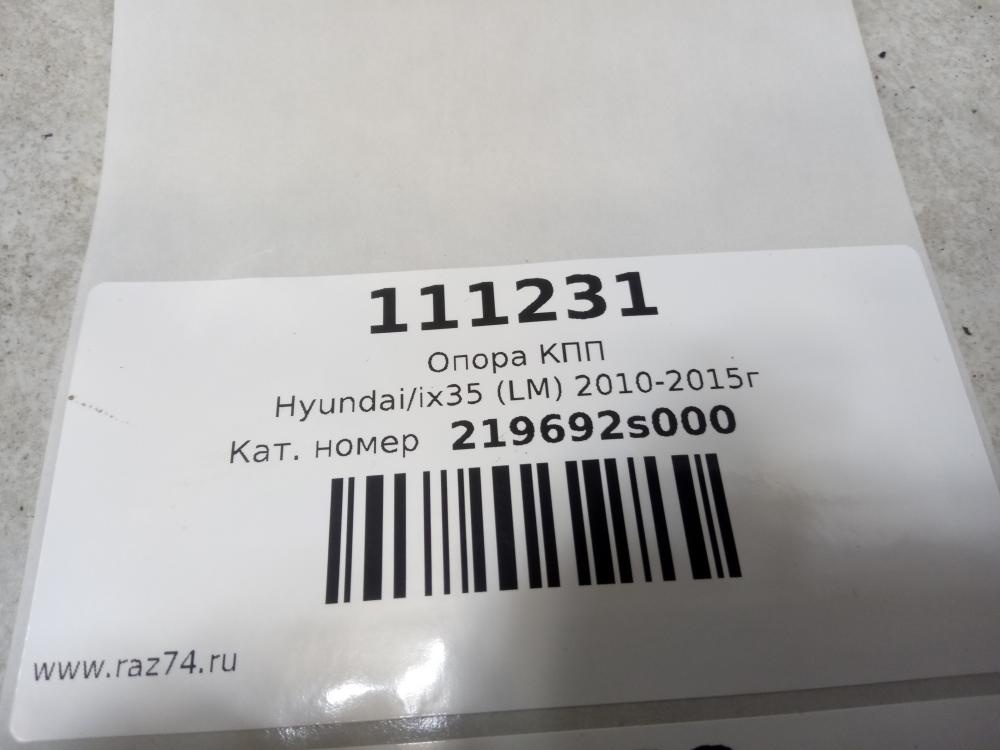 111231
Опора КПП
Hyundai/ix35 (LM) 2010-2015г
Кат. номер 219692s000
www.raz74.ru